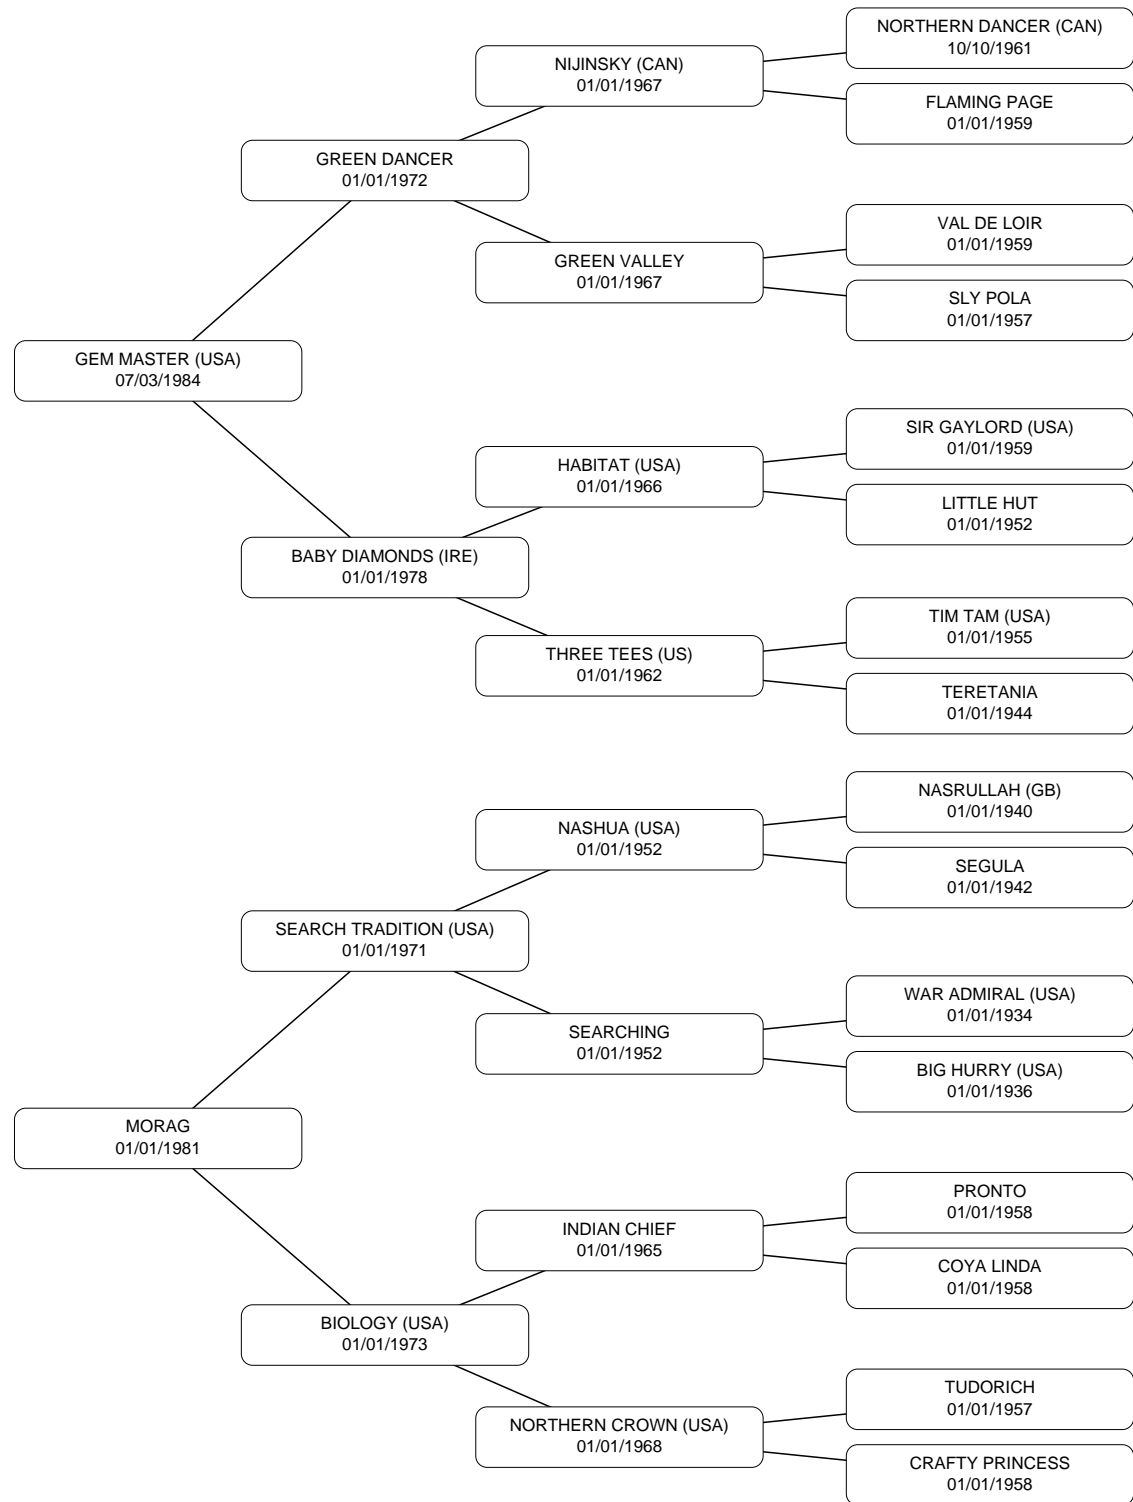 NORTHERN DANCER (CAN)
10/10/1961
NIJINSKY (CAN)
01/01/1967
FLAMING PAGE
01/01/1959
GREEN DANCER
01/01/1972
VAL DE LOIR
01/01/1959
GREEN VALLEY
01/01/1967
SLY POLA
01/01/1957
GEM MASTER (USA)
07/03/1984
SIR GAYLORD (USA)
01/01/1959
HABITAT (USA)
01/01/1966
LITTLE HUT
01/01/1952
BABY DIAMONDS (IRE)
01/01/1978
TIM TAM (USA)
01/01/1955
THREE TEES (US)
01/01/1962
TERETANIA
01/01/1944
NASRULLAH (GB)
01/01/1940
NASHUA (USA)
01/01/1952
SEGULA
01/01/1942
SEARCH TRADITION (USA)
01/01/1971
WAR ADMIRAL (USA)
01/01/1934
SEARCHING
01/01/1952
BIG HURRY (USA)
01/01/1936
MORAG
01/01/1981
PRONTO
01/01/1958
INDIAN CHIEF
01/01/1965
COYA LINDA
01/01/1958
BIOLOGY (USA)
01/01/1973
TUDORICH
01/01/1957
NORTHERN CROWN (USA)
01/01/1968
CRAFTY PRINCESS
01/01/1958